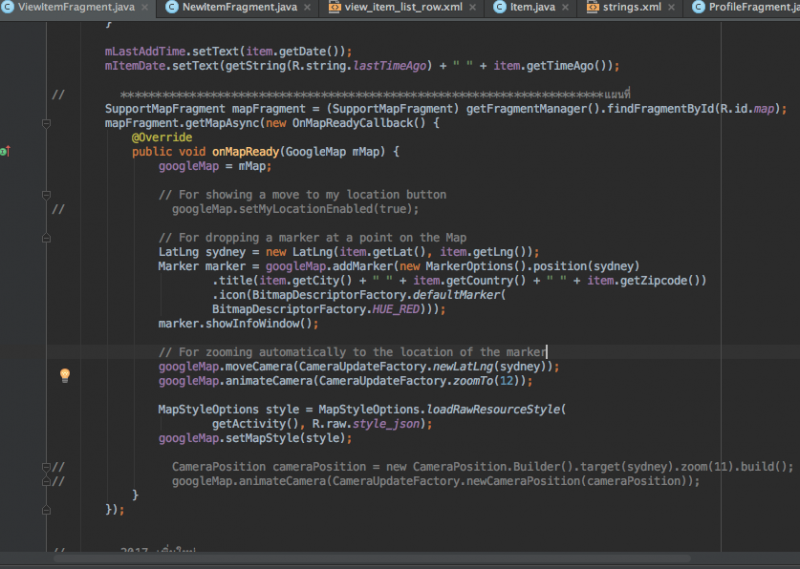 ViewItemFragment.java NewItemFragment.java view_item_list_row.xml Item.java strings.xml ProfileFragment.ja
}
mLastAddTime.setText(item.getDate());
mItemDate.setText(getString(R.string.lastTimeAgo) + " " + item.getTimeAgo());
// **********************************************************************แผนที่
SupportMapFragment mapFragment = (SupportMapFragment) getFragmentManager().findFragmentById(R.id.map);
mapFragment.getMapAsync(new OnMapReadyCallback() {
@Override
public void onMapReady(GoogleMap mMap) {
googleMap = mMap;
// For showing a move to my location button
// googleMap.setMyLocationEnabled(true);
// For dropping a marker at a point on the Map
LatLng sydney = new LatLng(item.getLat(), item.getLng());
Marker marker = googleMap.addMarker(new MarkerOptions().position(sydney)
.title(item.getCity() + " " + item.getCountry() + " " + item.getZipcode())
.icon(BitmapDescriptorFactory.defaultMarker(
BitmapDescriptorFactory.HUE_RED)));
marker.showInfoWindow();
// For zooming automatically to the location of the marker
googleMap.moveCamera(CameraUpdateFactory.newLatLng(sydney));
googleMap.animateCamera(CameraUpdateFactory.zoomTo(12));
MapStyleOptions style = MapStyleOptions.loadRawResourceStyle(
getActivity(), R.raw.style_json);
googleMap.setMapStyle(style);
// CameraPosition cameraPosition = new CameraPosition.Builder().target(sydney).zoom(11).build();
// googleMap.animateCamera(CameraUpdateFactory.newCameraPosition(cameraPosition));
}
});
// 2017